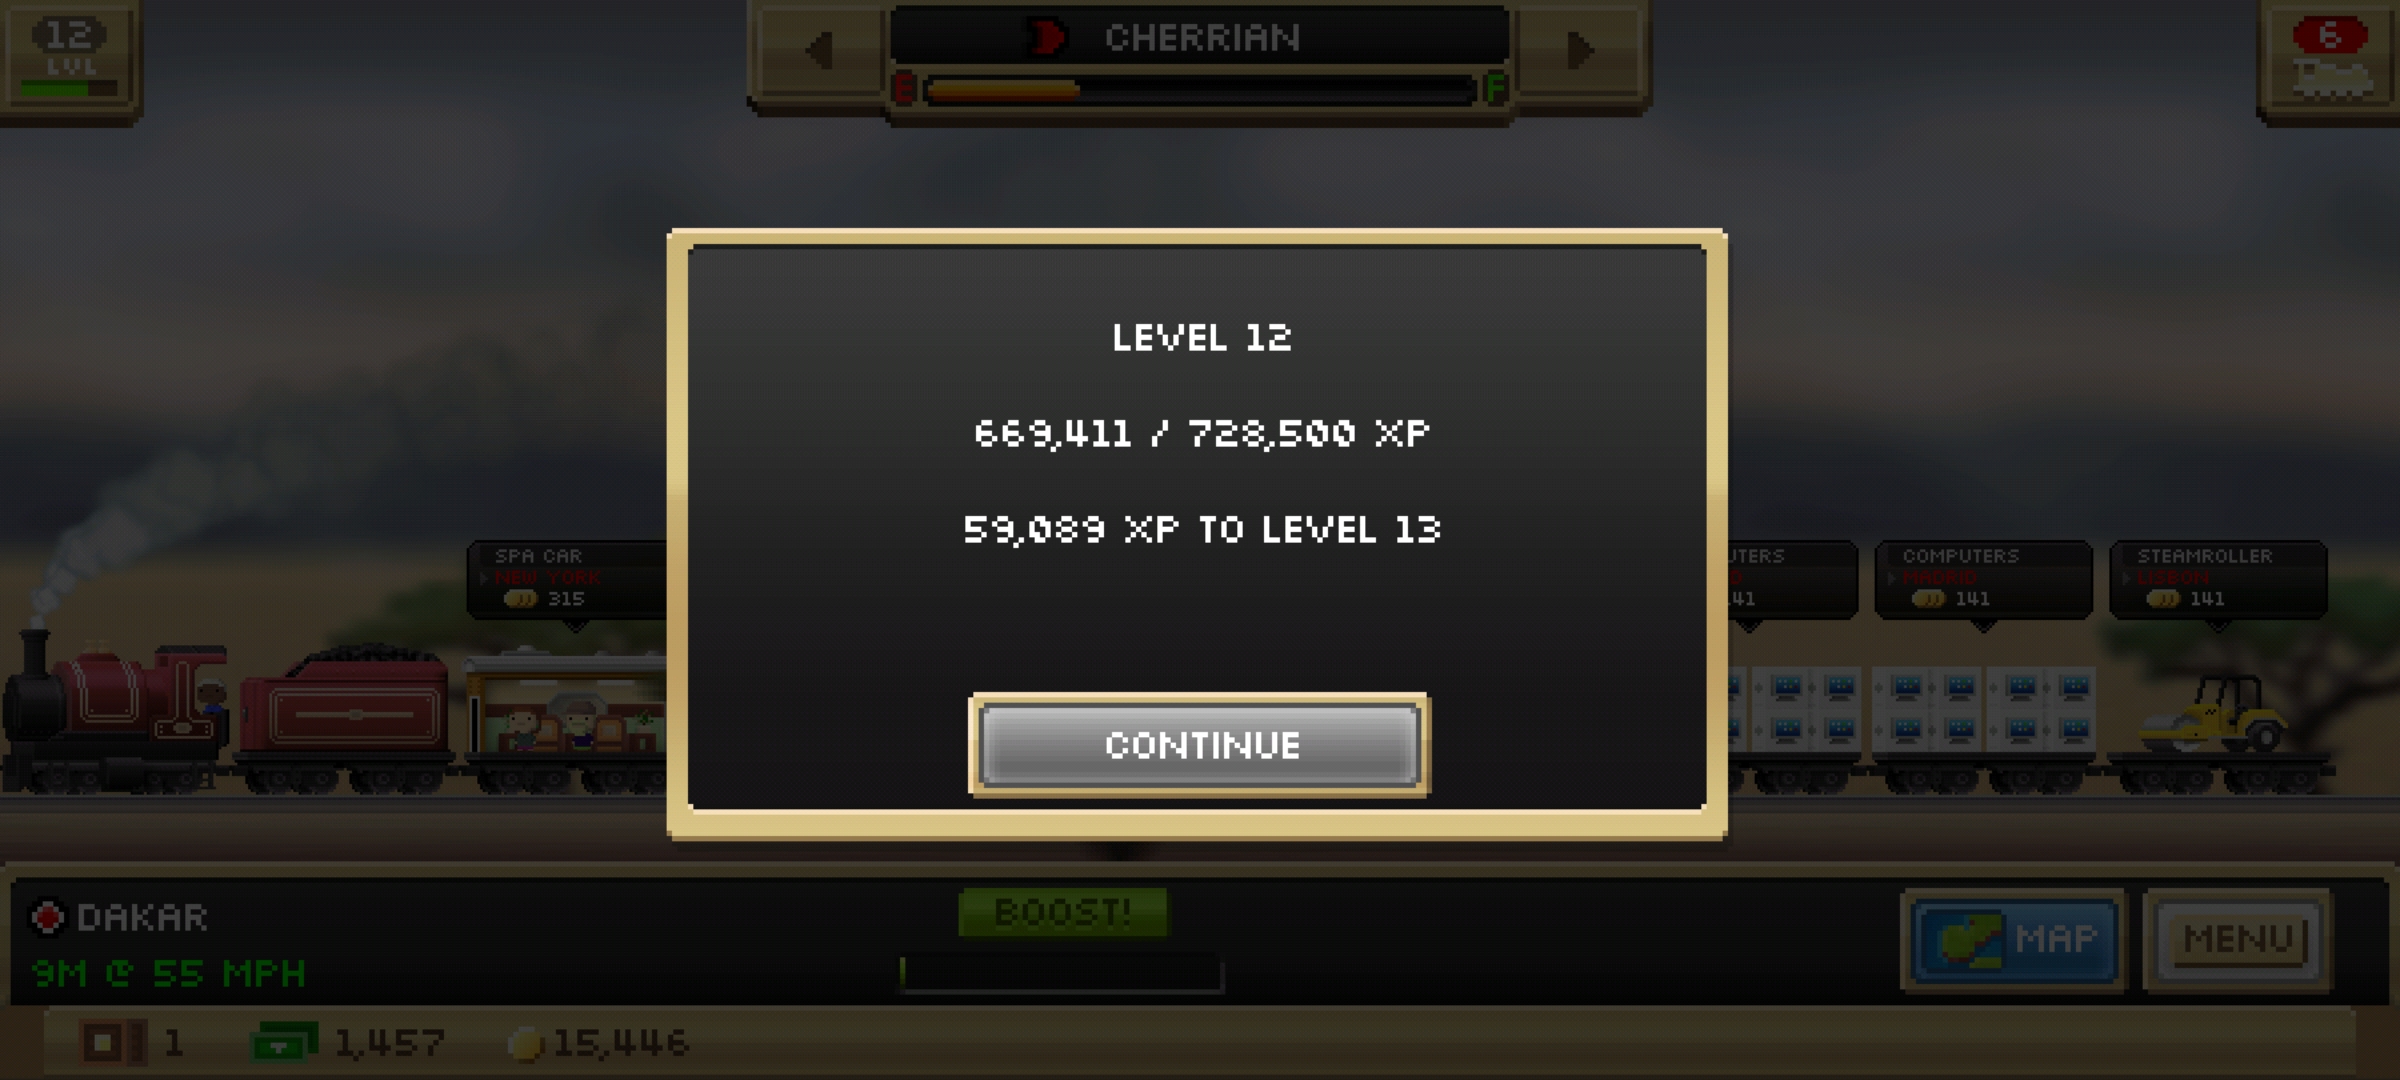 12
LVL
CHERRIAN
E
F
6
LEVEL 12
669,411 / 728,500 XP
59,089 XP TO LEVEL 13
CONTINUE
SPA CAR
NEW YORK
315
UTERS
141
COMPUTERS
MADRID
141
STEAMROLLER
LISBON
141
DAKAR
9M @ 55 MPH
BOOST!
MAP
MENU
1
1,457
15,446